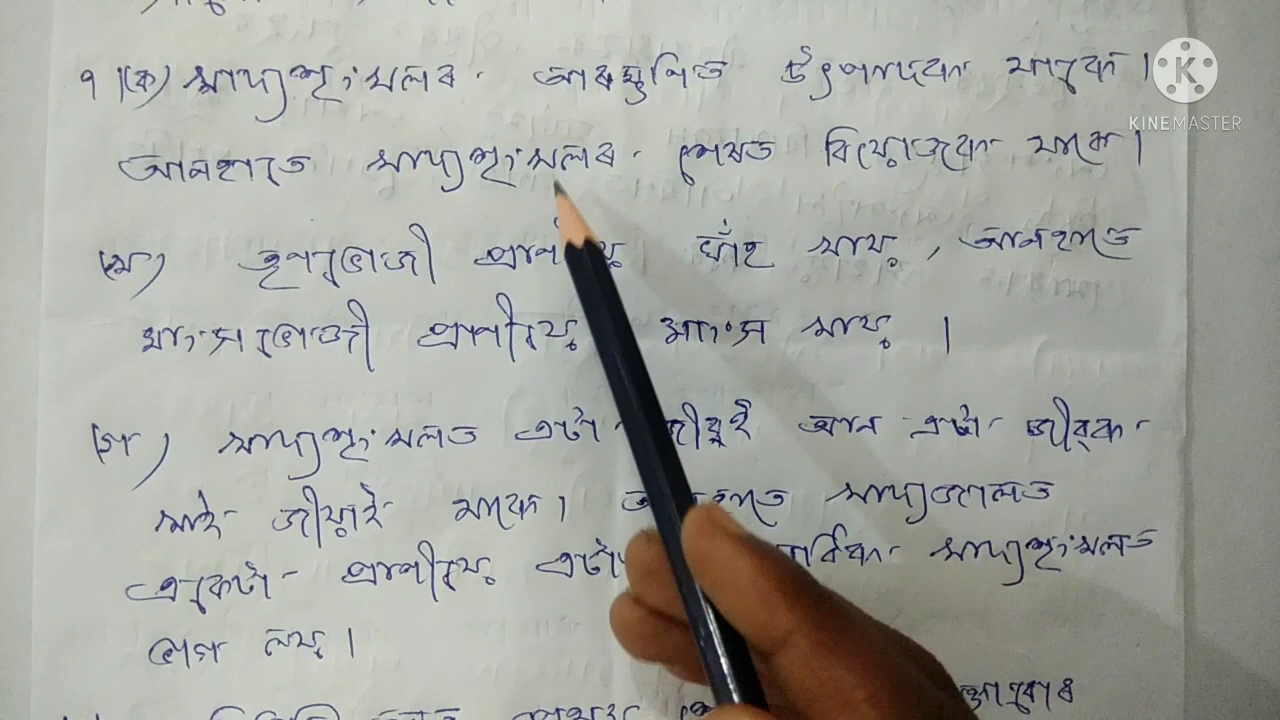 ৭।(ক) খাদ্যশৃংখলৰ আৰম্ভণিত উৎপাদক থাকে।
KINEMASTER
আনহাতে খাদ্যশৃংখলৰ শেষত বিয়োজক থাকে।
(খ) তৃণভোজী ঘাঁহ খায়, আনহাতে
মাংসভোজী প্ৰাণীয়ে মাংস খায়।
(গ) খাদ্যশৃংখলত এটা জীৱই আন এটা জীৱক
খাই জীয়াই থাকে। খাদ্যজালত
একেটা প্ৰাণীয়ে খাদ্যশৃংখলত
ভাগ লয়।